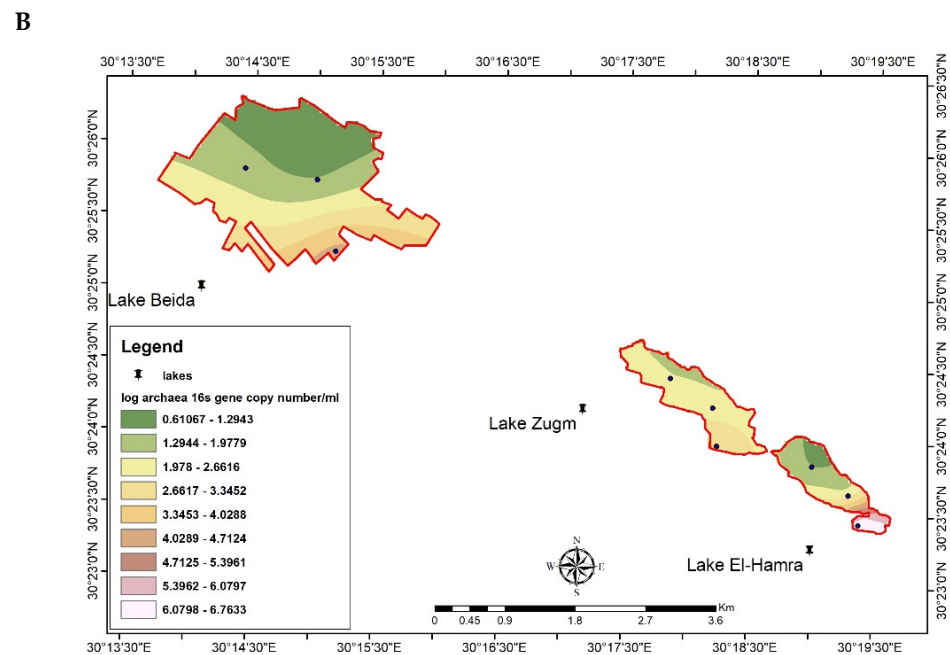 B
30°13'30"E 30°14'30"E 30°15'30"E 30°16'30"E 30°17'30"E 30°18'30"E 30°19'30"E
30°26'0"N
30°25'30"N
30°25'0"N
30°24'30"N
30°24'0"N
30°23'30"N
30°23'0"N
30°26'30"N
30°26'0"N
30°25'30"N
30°25'0"N
30°24'30"N
30°24'0"N
30°23'30"N
30°23'0"N
Lake Beida
Lake Zugm
Lake El-Hamra
Legend
lakes
log archaea 16s gene copy number/ml
0.61067 - 1.2943
1.2944 - 1.9779
1.978 - 2.6616
2.6617 - 3.3452
3.3453 - 4.0288
4.0289 - 4.7124
4.7125 - 5.3961
5.3962 - 6.0797
6.0798 - 6.7633
N
W E
S
Km
0 0.45 0.9 1.8 2.7 3.6
30°13'30"E 30°14'30"E 30°15'30"E 30°16'30"E 30°17'30"E 30°18'30"E 30°19'30"E